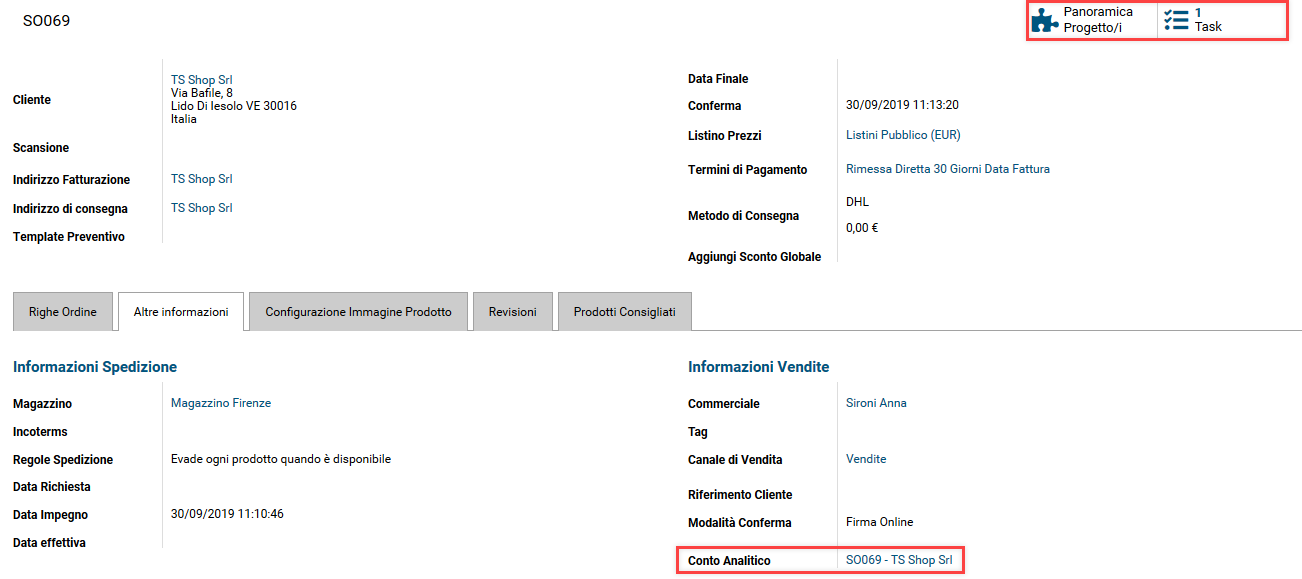 SO069
Panoramica
Progetto/i
1
Task
Cliente
TS Shop Srl
Via Bafile, 8
Lido Di Iesolo VE 30016
Italia
Scansione
Indirizzo Fatturazione
TS Shop Srl
Indirizzo di consegna
TS Shop Srl
Template Preventivo
Data Finale
Conferma
30/09/2019 11:13:20
Listino Prezzi
Listini Pubblico (EUR)
Termini di Pagamento
Rimessa Diretta 30 Giorni Data Fattura
Metodo di Consegna
DHL
0,00 €
Aggiungi Sconto Globale
Righe Ordine
Altre informazioni
Configurazione Immagine Prodotto
Revisioni
Prodotti Consigliati
Informazioni Spedizione
Magazzino
Magazzino Firenze
Incoterms
Regole Spedizione
Evade ogni prodotto quando è disponibile
Data Richiesta
Data Impegno
30/09/2019 11:10:46
Data effettiva
Informazioni Vendite
Commerciale
Sironi Anna
Tag
Canale di Vendita
Vendite
Riferimento Cliente
Modalità Conferma
Firma Online
Conto Analitico
SO069 - TS Shop Srl